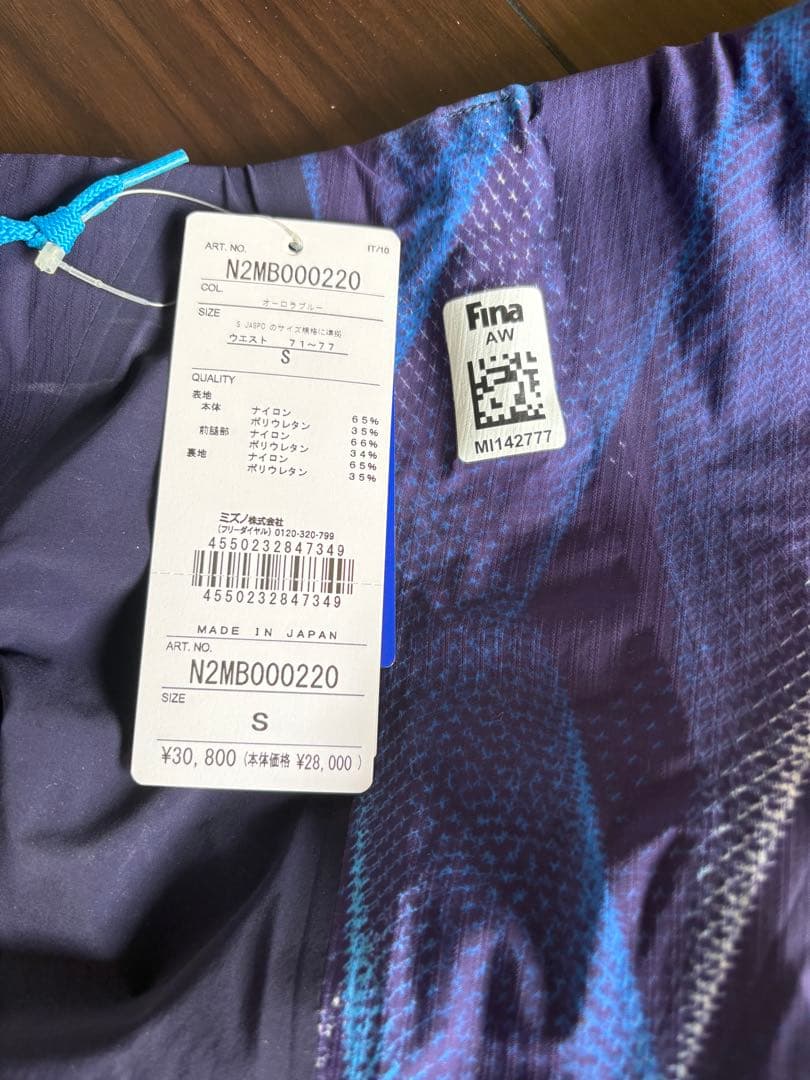 ART. NO.
IT/10
N2MB000220
COL.
オーロラブルー
SIZE
S JASPO のサイズ規格に準拠
ウエスト 71～77
S
QUALITY
表地
本体 ナイロン 65%
ポリウレタン 35%
前腿部 ナイロン 66%
ポリウレタン 34%
裏地 ナイロン 65%
ポリウレタン 35%
ミズノ株式会社
(フリーダイヤル) 0120-320-799
4550232847349
4550232847349
MADE IN JAPAN
ART. NO.
N2MB000220
SIZE
S
¥30,800 (本体価格 ¥28,000)
Fina
AW
MI142777